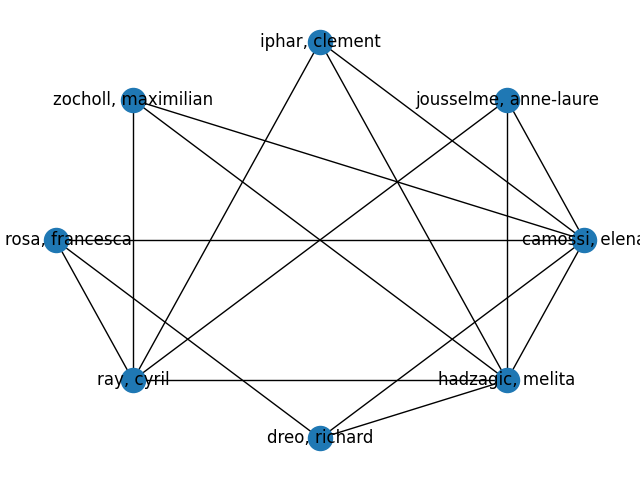 iphar, clement
zocholl, maximilian
jousselme, anne-laure
rosa, francesca
camossi, elena
ray, cyril
hadzagic, melita
dreo, richard